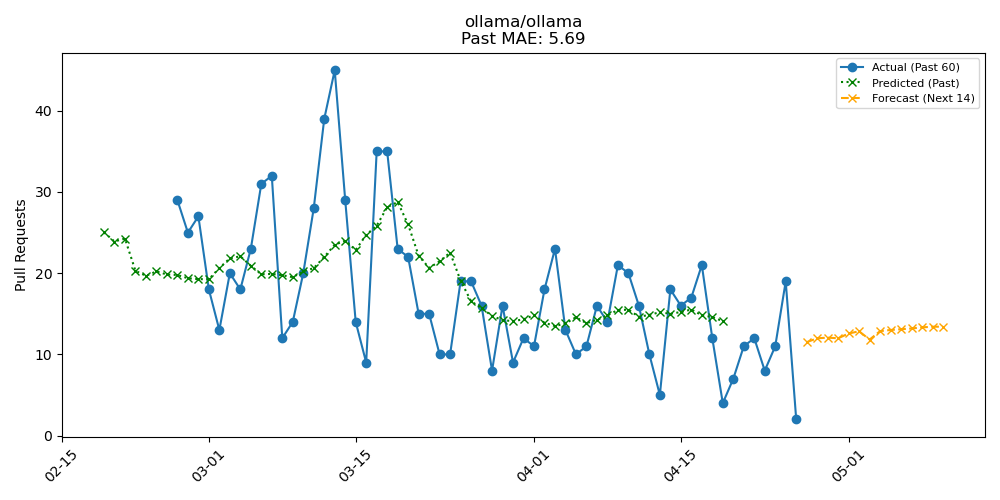 ollama/ollama
Past MAE: 5.69
Actual (Past 60)
Predicted (Past)
Forecast (Next 14)
Pull Requests
40
30
20
10
0
02-15
03-01
03-15
04-01
04-15
05-01